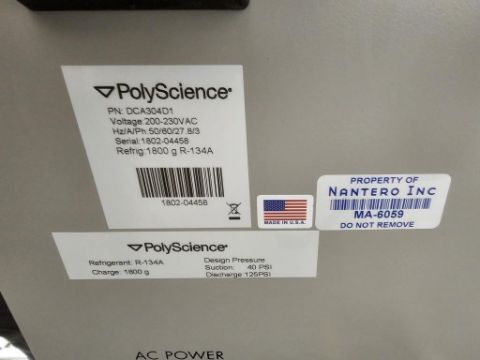 PolyScience
PN: DCA304D1
Voltage:200-230VAC
Hz/A/Ph:50/60/27.8/3
Serial:1802-04458
Refrig:1800 g R-134A
1802-04458
MADE IN U.S.A.
PROPERTY OF
NANTERO INC
MA-6059
DO NOT REMOVE
PolyScience
Refrigerant: R-134A
Charge: 1800 g
Design Pressure
Suction: 40 PSI
Discharge:125PSI
AC POWER